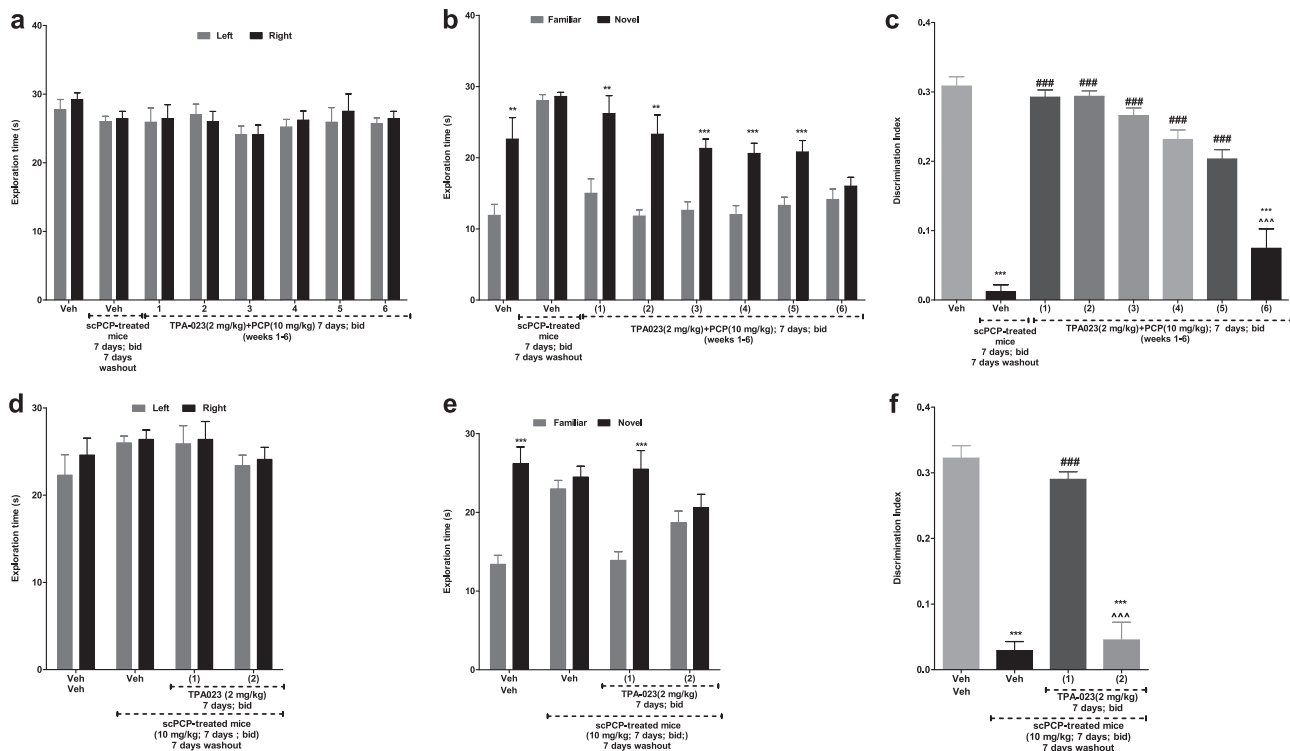 a
Left Right
Exploration time (s)
40
30
20
10
0
Veh Veh 1 2 3 4 5 6
scPCP-treated
mice
7 days; bid
7 days
washout
TPA-023(2 mg/kg)+PCP(10 mg/kg) 7 days; bid
(weeks 1-6)
b
Familiar Novel
Exploration time (s)
40
30
20
10
0
** ** ** *** *** ***
Veh Veh (1) (2) (3) (4) (5) (6)
scPCP-treated
mice
7 days; bid
7 days washout
TPA023(2 mg/kg)+PCP(10 mg/kg); 7 days; bid
(weeks 1-6)
c
Discrimination Index
0.4
0.3
0.2
0.1
0.0
*** ### ### ### ### ### ***
^^^
Veh Veh (1) (2) (3) (4) (5) (6)
scPCP-treated
mice
7 days; bid
7 days washout
TPA023(2 mg/kg)+PCP(10 mg/kg); 7 days; bid
(weeks 1-6)
d
Left Right
Exploration time (s)
30
20
10
0
Veh Veh (1) (2)
Veh
TPA023 (2 mg/kg)
7 days; bid
scPCP-treated mice
(10 mg/kg; 7 days ; bid)
7 days washout
e
Familiar Novel
Exploration time (s)
40
30
20
10
0
*** ***
Veh Veh (1) (2)
Veh
TPA-023(2 mg/kg)
7 days; bid
scPCP-treated mice
(10 mg/kg; 7 days; bid;)
7 days washout
f
Discrimination Index
0.4
0.3
0.2
0.1
0.0
*** ### ***
^^^
Veh Veh (1) (2)
Veh
TPA-023(2 mg/kg)
7 days; bid
scPCP-treated mice
(10 mg/kg; 7 days; bid)
7 days washout